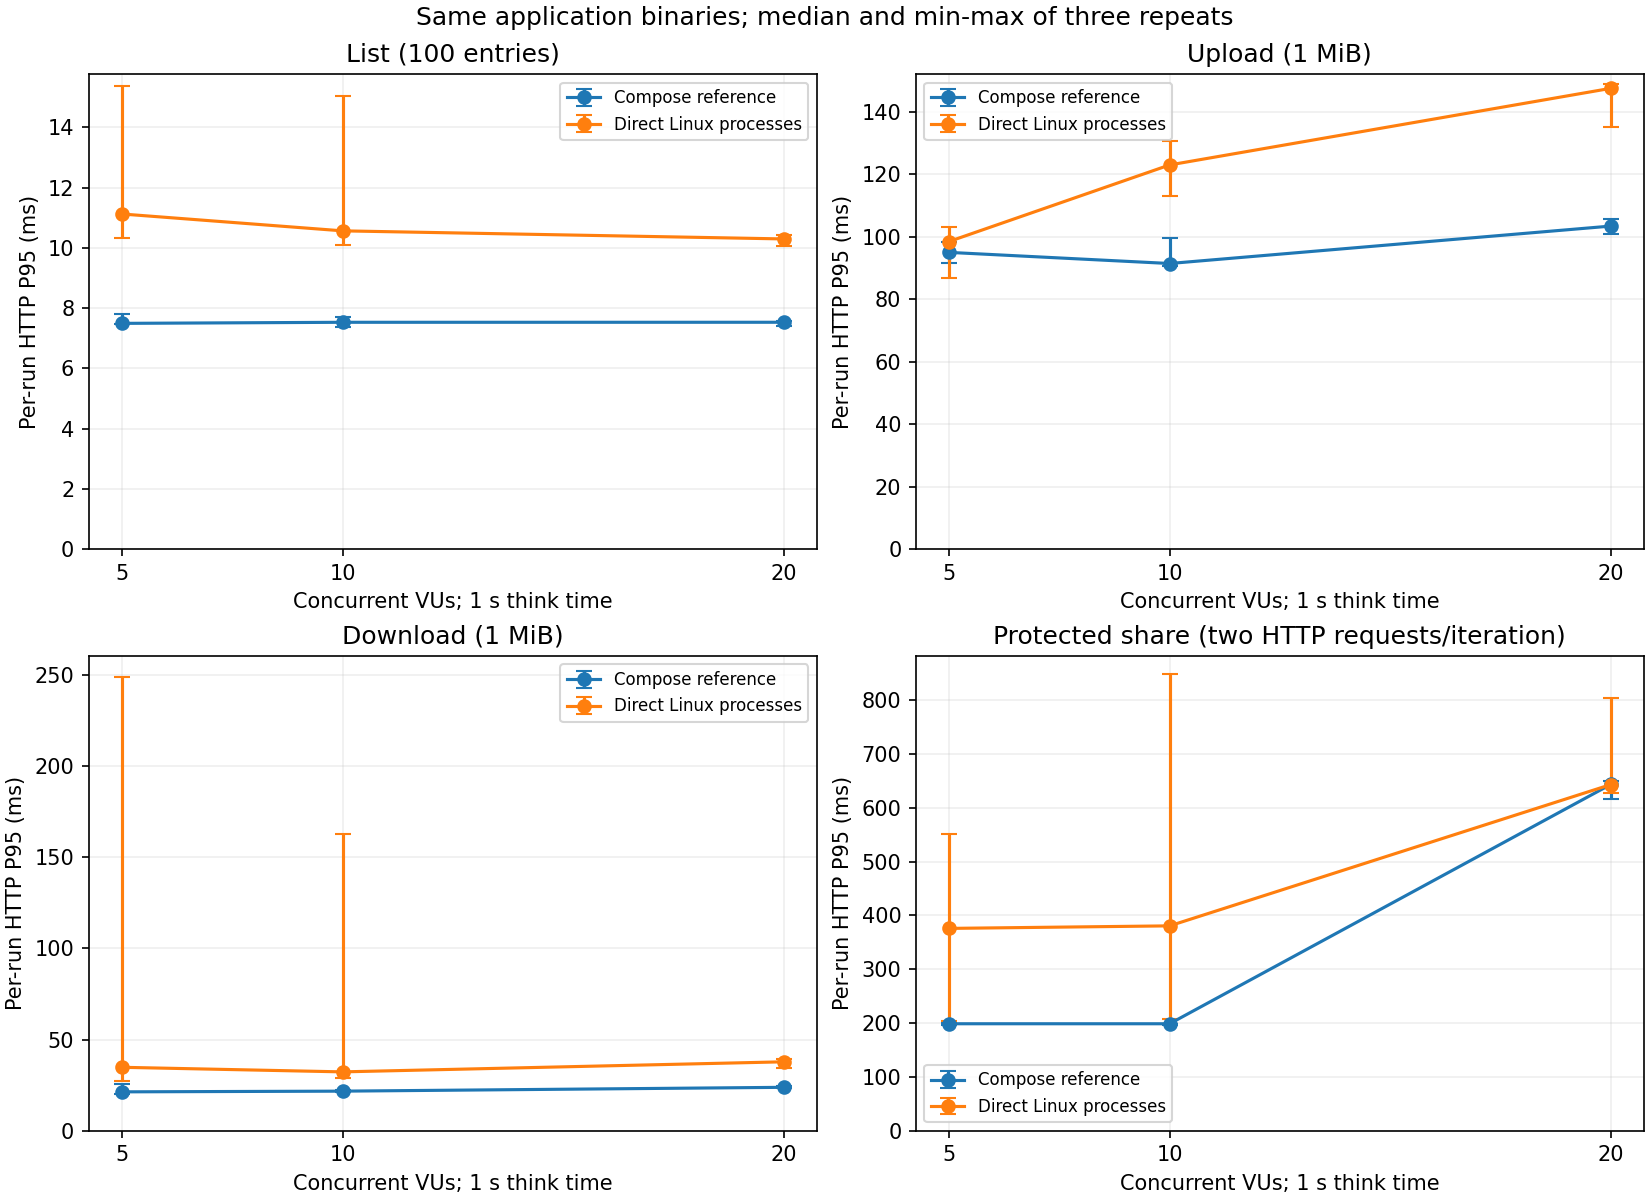 Same application binaries; median and min-max of three repeats
List (100 entries)
Per-run HTTP P95 (ms)
14
12
10
8
6
4
2
0
Compose reference
Direct Linux processes
5
10
20
Concurrent VUs; 1 s think time
Upload (1 MiB)
Per-run HTTP P95 (ms)
140
120
100
80
60
40
20
0
Compose reference
Direct Linux processes
5
10
20
Concurrent VUs; 1 s think time
Download (1 MiB)
Per-run HTTP P95 (ms)
250
200
150
100
50
0
Compose reference
Direct Linux processes
5
10
20
Concurrent VUs; 1 s think time
Protected share (two HTTP requests/iteration)
Per-run HTTP P95 (ms)
800
700
600
500
400
300
200
100
0
Compose reference
Direct Linux processes
5
10
20
Concurrent VUs; 1 s think time